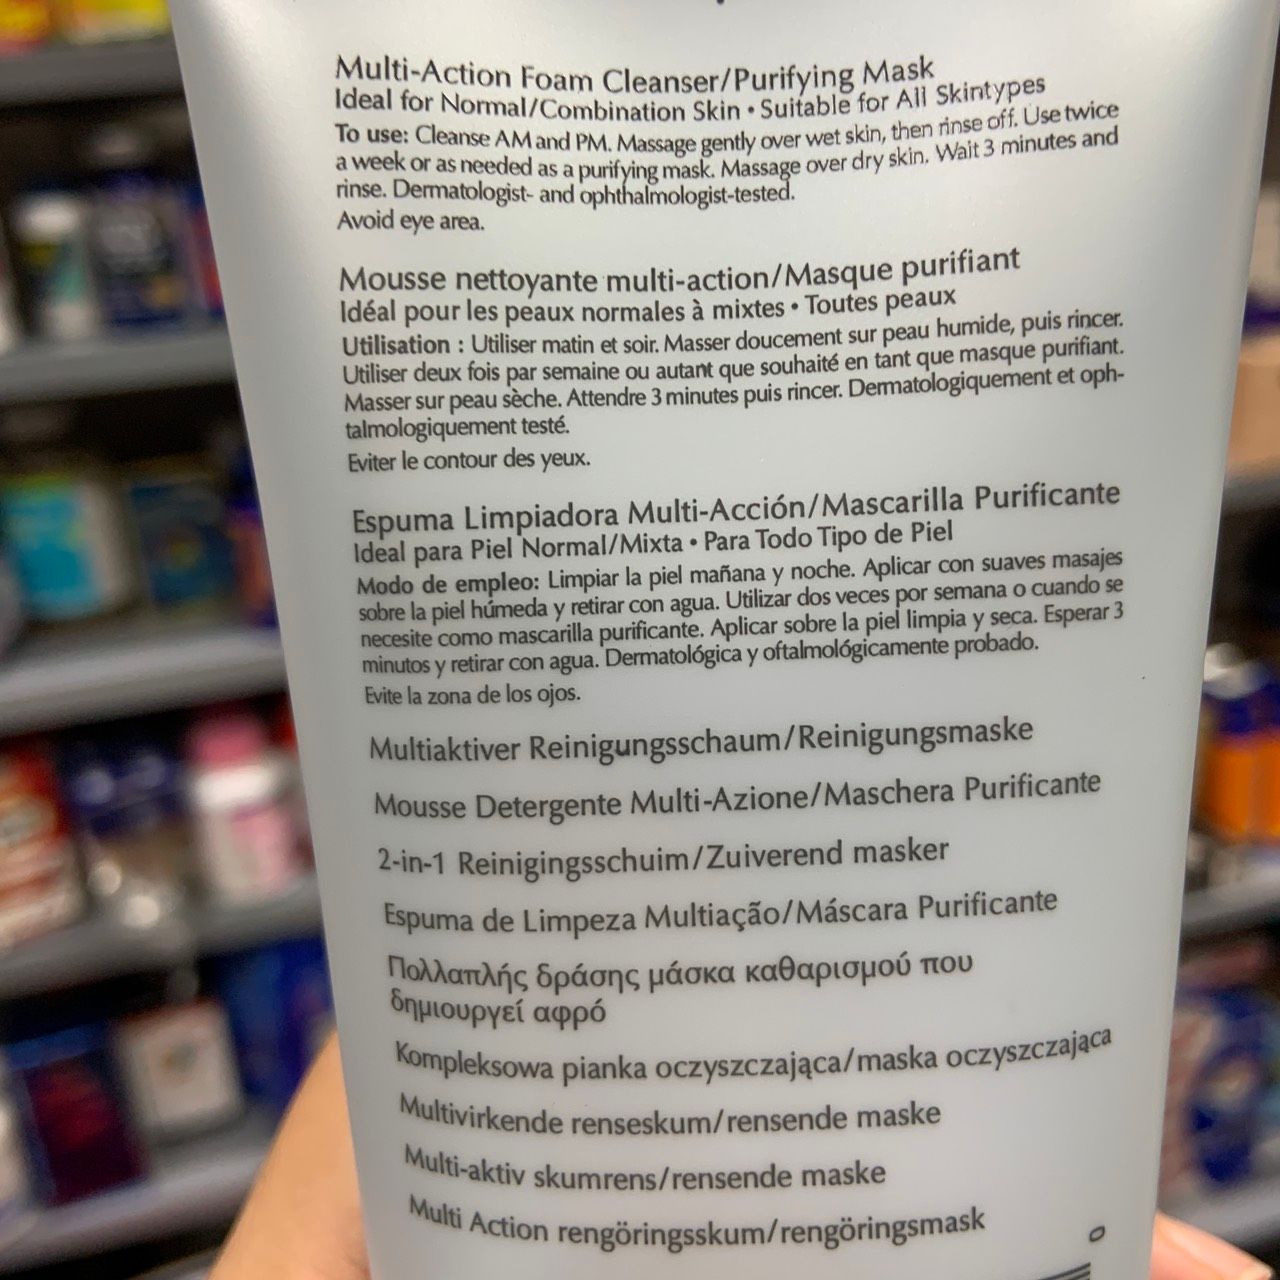 Multi-Action Foam Cleanser/Purifying Mask
Ideal for Normal/Combination Skin • Suitable for All Skintypes
To use: Cleanse AM and PM. Massage gently over wet skin, then rinse off. Use twice
a week or as needed as a purifying mask. Massage over dry skin. Wait 3 minutes and
rinse. Dermatologist- and ophthalmologist-tested.
Avoid eye area.
Mousse nettoyante multi-action/Masque purifiant
Idéal pour les peaux normales à mixtes • Toutes peaux
Utilisation : Utiliser matin et soir. Masser doucement sur peau humide, puis rincer.
Utiliser deux fois par semaine ou autant que souhaité en tant que masque purifiant.
Masser sur peau sèche. Attendre 3 minutes puis rincer. Dermatologiquement et oph-
talmologiquement testé.
Eviter le contour des yeux.
Espuma Limpiadora Multi-Acción/Mascarilla Purificante
Ideal para Piel Normal/Mixta • Para Todo Tipo de Piel
Modo de empleo: Limpiar la piel mañana y noche. Aplicar con suaves masajes
sobre la piel húmeda y retirar con agua. Utilizar dos veces por semana o cuando se
necesite como mascarilla purificante. Aplicar sobre la piel limpia y seca. Esperar 3
minutos y retirar con agua. Dermatológica y oftalmológicamente probado.
Evite la zona de los ojos.
Multiaktiver Reinigungsschaum/Reinigungsmaske
Mousse Detergente Multi-Azione/Maschera Purificante
2-in-1 Reinigingsschuim/Zuiverend masker
Espuma de Limpeza Multiação/Máscara Purificante
Πολλαπλής δράσης μάσκα καθαρισμού που
δημιουργεί αφρό
Kompleksowa pianka oczyszczająca/maska oczyszczająca
Multivirkende renseskum/rensende maske
Multi-aktiv skumrens/rensende maske
Multi Action rengöringsskum/rengöringsmask
0